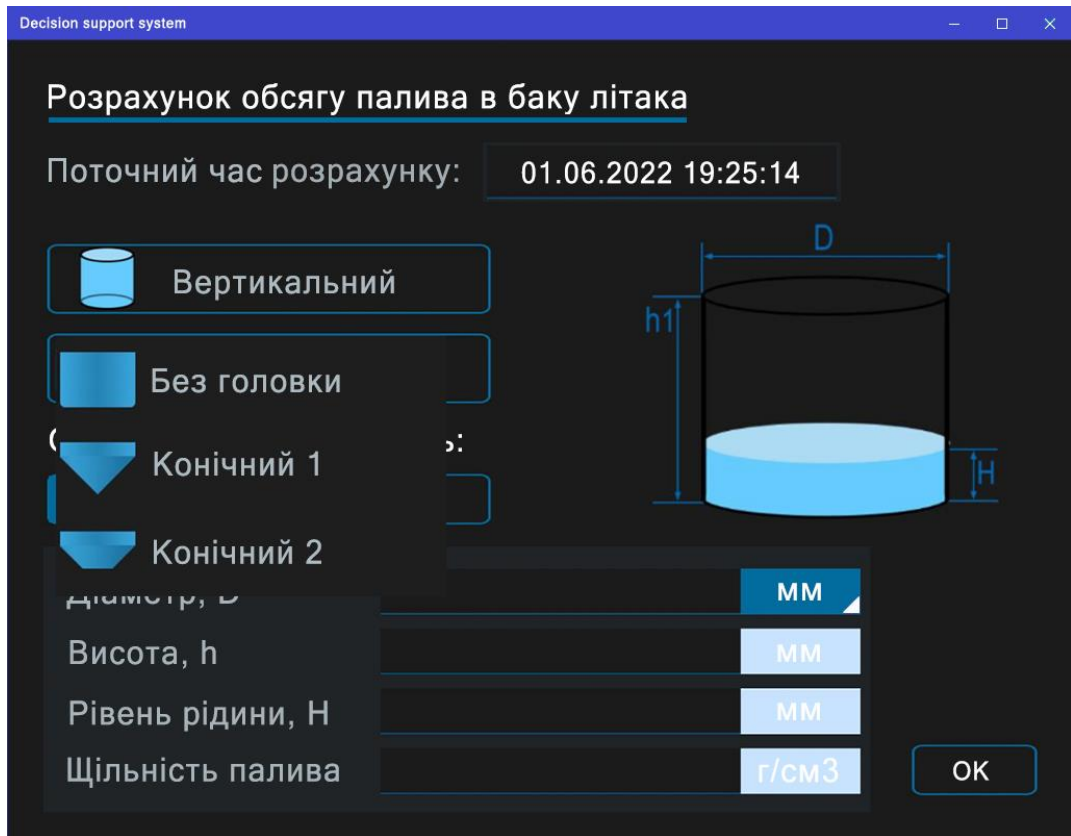 Decision support system
Розрахунок обсягу палива в баку літака
Поточний час розрахунку: 01.06.2022 19:25:14
D
Вертикальний
h1
Без головки
ь:
Конічний 1
H
Конічний 2
Діаметр, D мм
Висота, h мм
Рівень рідини, H мм
Щільність палива г/см3
OK